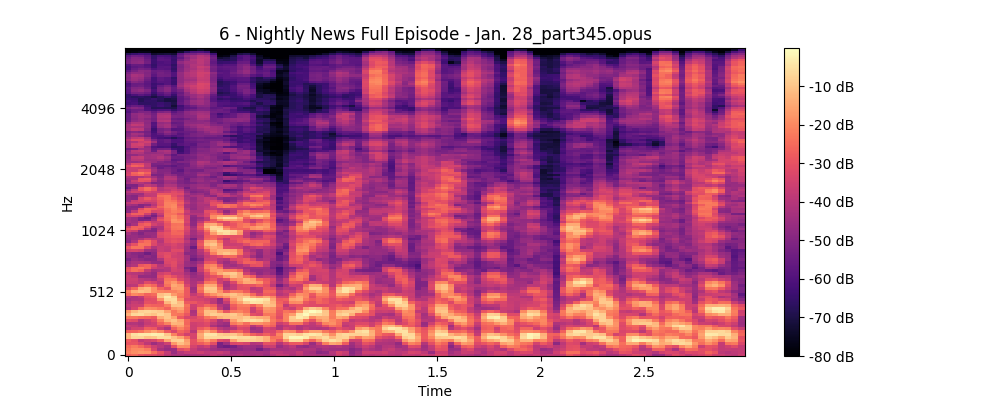 6 - Nightly News Full Episode - Jan. 28_part345.opus
Hz
4096
2048
1024
512
0
0
0.5
1
1.5
2
2.5
Time
-10 dB
-20 dB
-30 dB
-40 dB
-50 dB
-60 dB
-70 dB
-80 dB